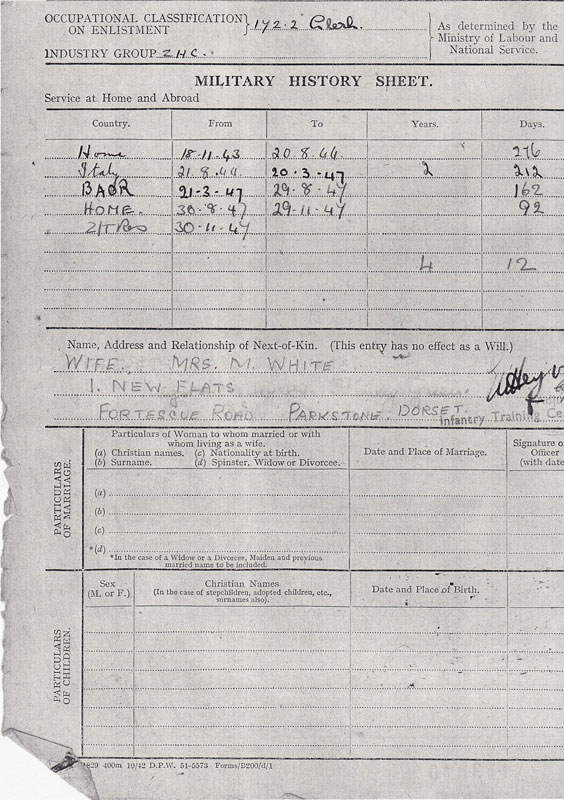 OCCUPATIONAL CLASSIFICATION
ON ENLISTMENT } 172.2 Clerk.
As determined by the
Ministry of Labour and
National Service.
INDUSTRY GROUP ZHC.
MILITARY HISTORY SHEET.
Service at Home and Abroad
Country. From To Years. Days.
Home 18-11-43 20.8.44. 276
Italy 21.8.44. 20-3-47 2 212
BAOR 21-3-47 29-8-47 162
HOME. 30-8-47 29-11-47 92
30-11-47
4 12
Name, Address and Relationship of Next-of-Kin. (This entry has no effect as a Will.)
WIFE. MRS. M. WHITE
1. NEW FLATS
FORTESCUE ROAD PARKSTONE. DORSET.
Infantry Training Ce
PARTICULARS
OF MARRIAGE.
Particulars of Woman to whom married or with
whom living as a wife.
(a) Christian names. (c) Nationality at birth.
(b) Surname. (d) Spinster, Widow or Divorcee.
Date and Place of Marriage.
Signature o
Officer
(with date
(a)
(b)
(c)
*(d)
*In the case of a Widow or a Divorcee, Maiden and previous
married name to be included.
PARTICULARS
OF CHILDREN.
Sex
(M. or F.)
Christian Names
(In the case of stepchildren, adopted children, etc.,
surnames also).
Date and Place of Birth.
1829 400m 10/42 D.P.W. 51-5573 Forms/B200/d/1